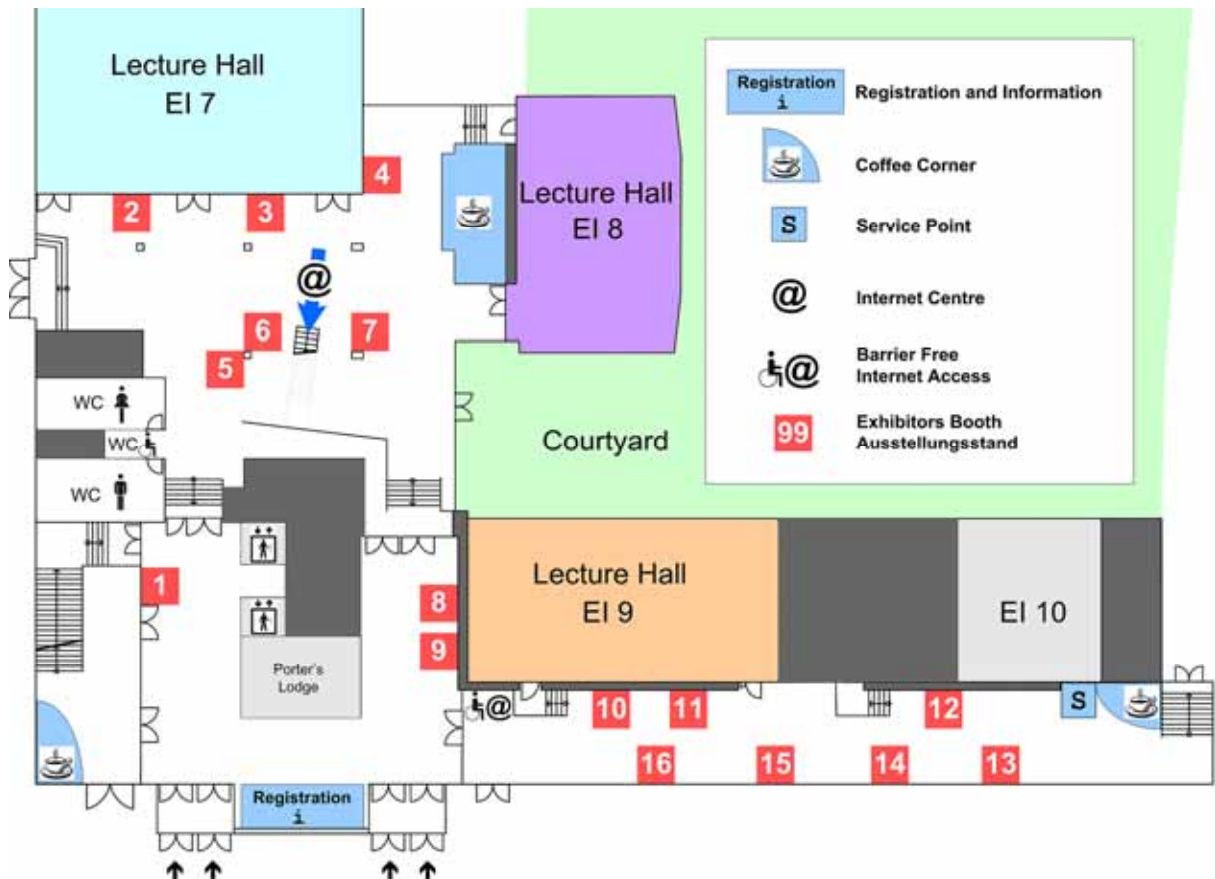 Lecture Hall
EI 7
Registration
i
Registration and Information
Coffee Corner
S
Service Point
@
Internet Centre
@
Barrier Free
Internet Access
99
Exhibitors Booth
Ausstellungsstand
4
2
3
Lecture Hall
EI 8
@
6
7
5
WC
WC
WC
Courtyard
1
8
9
Lecture Hall
EI 9
EI 10
Porter's
Lodge
@
10
11
12
S
16
15
14
13
Registration
i